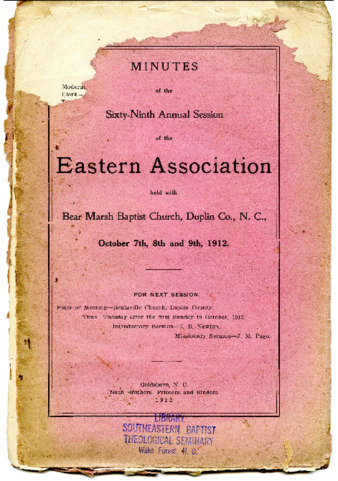 MINUTES
of the
Sixty-Ninth Annual Session
of the
Eastern Association
held with
Bear Marsh Baptist Church, Duplin Co., N. C.,
October 7th, 8th and 9th, 1912.
FOR NEXT SESSION.
Place of Meeting—Beulaville Church, Duplin County.
Time—Tuesday after the first Sunday in October, 1913.
Introductory Sermon—
Missionary Sermon—J. M. Page.
Goldsboro, N. C.
Nash Brothers, Printers and Binders
1912
LIBRARY
SOUTHEASTERN BAPTIST
THEOLOGICAL SEMINARY
Wake Forest, N. C.